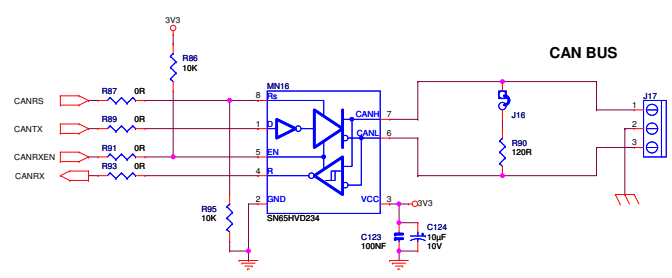 3V3
CAN BUS
R86
10K
CANRS
R87
0R
8
Rs
MN16
CANTX
R89
0R
1
D
CANRXEN
R91
0R
5
EN
CANRX
R93
0R
4
R
R95
10K
2
GND
SN65HVD234
CANH
7
CANL
6
VCC
3
3V3
C123
100NF
C124
10µF
10V
J16
R90
120R
J17
1
2
3